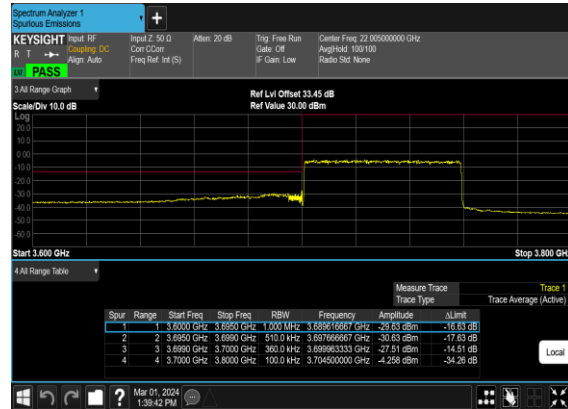 Spectrum Analyzer 1
Spurious Emissions
+
KEYSIGHT Input: RF Input Z: 50 Ω Atten: 20 dB Trig: Free Run Center Freq: 22.005000000 GHz
R T Coupling: DC Corr CCorr Gate: Off Avg|Hold: 100/100
Align: Auto Freq Ref: Int (S) IF Gain: Low Radio Std: None
PASS
3 All Range Graph Ref Lvl Offset 33.45 dB
Scale/Div 10.0 dB Ref Value 30.00 dBm
Log
20.0
10.0
0.00
-10.0
-20.0
-30.0
-40.0
-50.0
-60.0
Start 3.600 GHz Stop 3.800 GHz
4 All Range Table
Measure Trace Trace 1
Trace Type Trace Average (Active)
Spur Range Start Freq Stop Freq RBW Frequency Amplitude ΔLimit
1 1 3.6000 GHz 3.6950 GHz 1.000 MHz 3.689616667 GHz -29.63 dBm -16.63 dB
2 2 3.6950 GHz 3.6990 GHz 510.0 kHz 3.697666667 GHz -30.63 dBm -17.63 dB
3 3 3.6990 GHz 3.7000 GHz 360.0 kHz 3.699963333 GHz -27.51 dBm -14.51 dB
4 4 3.7000 GHz 3.8000 GHz 100.0 kHz 3.704500000 GHz -4.258 dBm -34.26 dB
Local
? Mar 01, 2024
1:39:42 PM